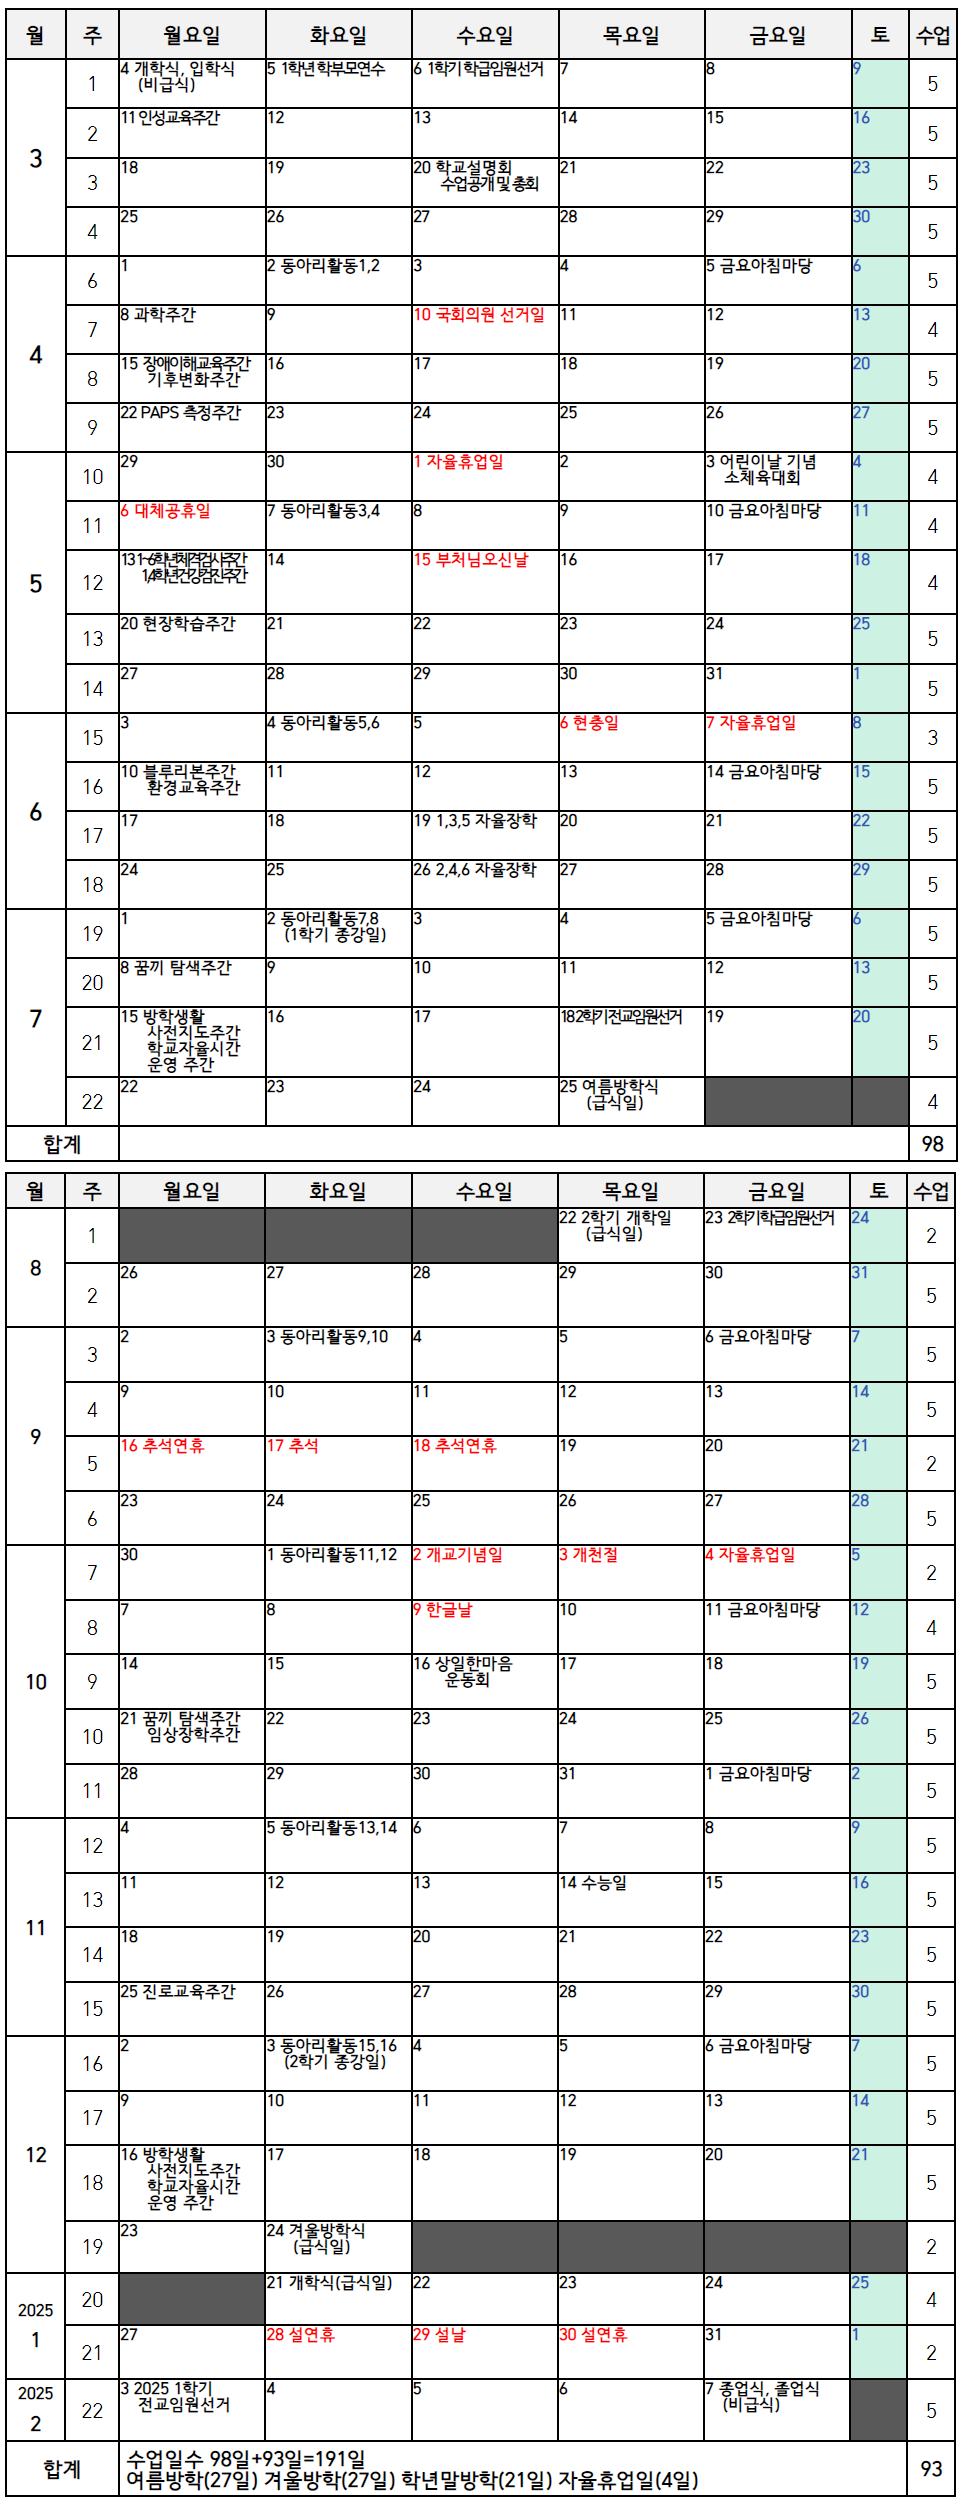 월 주 월요일 화요일 수요일 목요일 금요일 토 수업
3
1 4 개학식, 입학식 5 1학년 학부모연수 6 1학기 학급임원선거 7 8 9 5
(비급식)
2 11 인성교육주간 12 13 14 15 16 5
3 18 19 20 학교설명회 21 22 23 5
수업공개 및 총회
4 25 26 27 28 29 30 5
4
6 1 2 동아리활동1,2 3 4 5 금요아침마당 6 5
7 8 과학주간 9 10 국회의원 선거일 11 12 13 4
8 15 장애이해교육주간 16 17 18 19 20 5
기후변화주간
9 22 PAPS 측정주간 23 24 25 26 27 5
5
10 29 30 1 자율휴업일 2 3 어린이날 기념 4 4
소체육대회
11 6 대체공휴일 7 동아리활동3,4 8 9 10 금요아침마당 11 4
12 13 1~6학년체격검사주간 14 15 부처님오신날 16 17 18 4
1,4학년건강검진주간
13 20 현장학습주간 21 22 23 24 25 5
14 27 28 29 30 31 1 5
6
15 3 4 동아리활동5,6 5 6 현충일 7 자율휴업일 8 3
16 10 블루리본주간 11 12 13 14 금요아침마당 15 5
환경교육주간
17 17 18 19 1,3,5 자율장학 20 21 22 5
18 24 25 26 2,4,6 자율장학 27 28 29 5
7
19 1 2 동아리활동7,8 3 4 5 금요아침마당 6 5
(1학기 종강일)
20 8 꿈끼 탐색주간 9 10 11 12 13 5
21 15 방학생활 16 17 18 2학기 전교임원선거 19 20 5
사전지도주간
학교자율시간
운영 주간
22 22 23 24 25 여름방학식 4
(급식일)
합계 98
월 주 월요일 화요일 수요일 목요일 금요일 토 수업
8
1 22 2학기 개학일 23 2학기 학급임원선거 24 2
(급식일)
2 26 27 28 29 30 31 5
9
3 2 3 동아리활동9,10 4 5 6 금요아침마당 7 5
4 9 10 11 12 13 14 5
5 16 추석연휴 17 추석 18 추석연휴 19 20 21 2
6 23 24 25 26 27 28 5
10
7 30 1 동아리활동11,12 2 개교기념일 3 개천절 4 자율휴업일 5 2
8 7 8 9 한글날 10 11 금요아침마당 12 4
9 14 15 16 상일한마음 17 18 19 5
운동회
10 21 꿈끼 탐색주간 22 23 24 25 26 5
임상장학주간
11 28 29 30 31 1 금요아침마당 2 5
11
12 4 5 동아리활동13,14 6 7 8 9 5
13 11 12 13 14 수능일 15 16 5
14 18 19 20 21 22 23 5
15 25 진로교육주간 26 27 28 29 30 5
12
16 2 3 동아리활동15,16 4 5 6 금요아침마당 7 5
(2학기 종강일)
17 9 10 11 12 13 14 5
18 16 방학생활 17 18 19 20 21 5
사전지도주간
학교자율시간
운영 주간
19 23 24 겨울방학식 2
(급식일)
2025
1
20 21 개학식(급식일) 22 23 24 25 4
21 27 28 설연휴 29 설날 30 설연휴 31 1 2
2025
2
22 3 2025 1학기 4 5 6 7 종업식, 졸업식 5
전교임원선거 (비급식)
합계 수업일수 98일+93일=191일 93
여름방학(27일) 겨울방학(27일) 학년말방학(21일) 자율휴업일(4일)